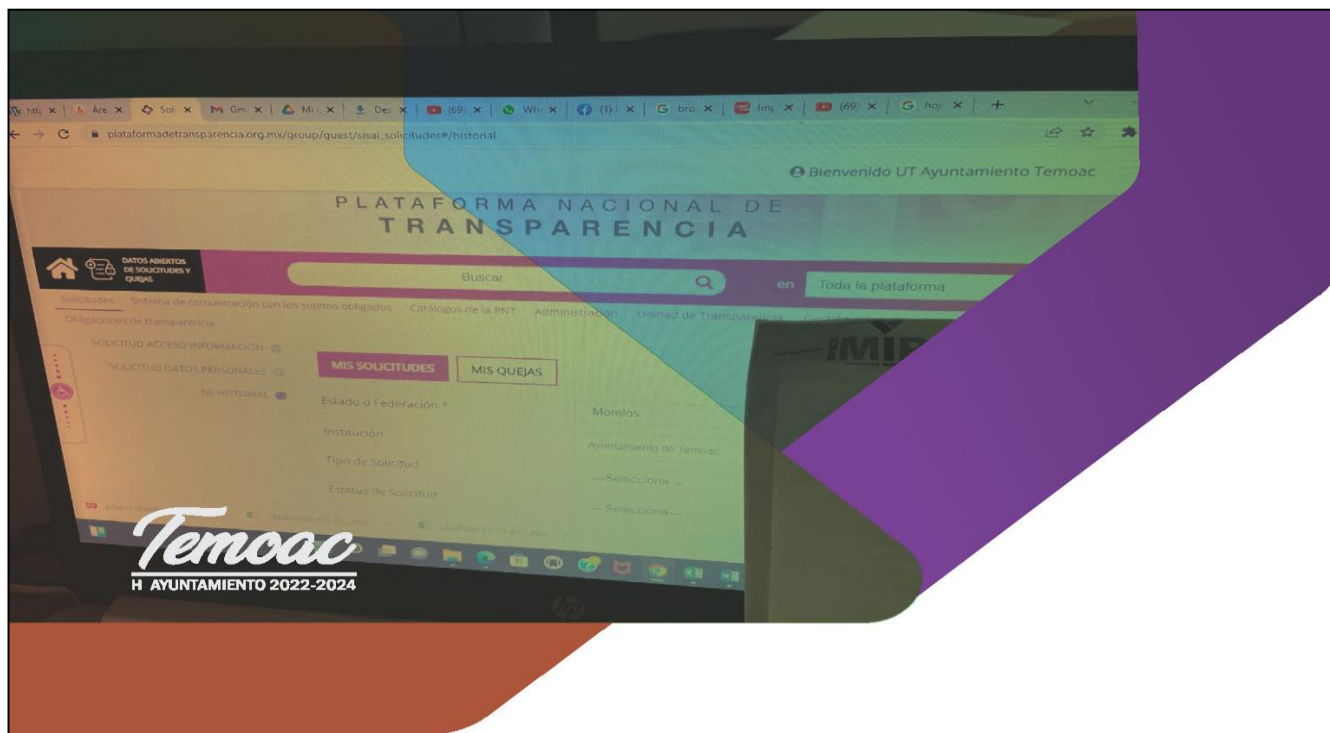 plataformadetransparencia.org.mx/group/guest/sisai_solicitudes#/historial
Bienvenido UT Ayuntamiento Temoac
PLATAFORMA NACIONAL DE
TRANSPARENCIA
DATOS ABIERTOS
DE SOLICITUDES Y
QUEJAS
Buscar
en
Toda la plataforma
Solicitudes Sistema de comunicación con los sujetos obligados Catálogos de la PNT Administración Unidad de Transparencia
Obligaciones de transparencia
SOLICITUD ACCESO INFORMACIÓN
SOLICITUD DATOS PERSONALES
MI HISTORIAL
MIS SOLICITUDES
MIS QUEJAS
Estado o Federación *
Morelos
Institución
Ayuntamiento de Temoac
Tipo de Solicitud
---Selecciona---
Estatus de Solicitud
---Selecciona---
Temoac
H AYUNTAMIENTO 2022-2024